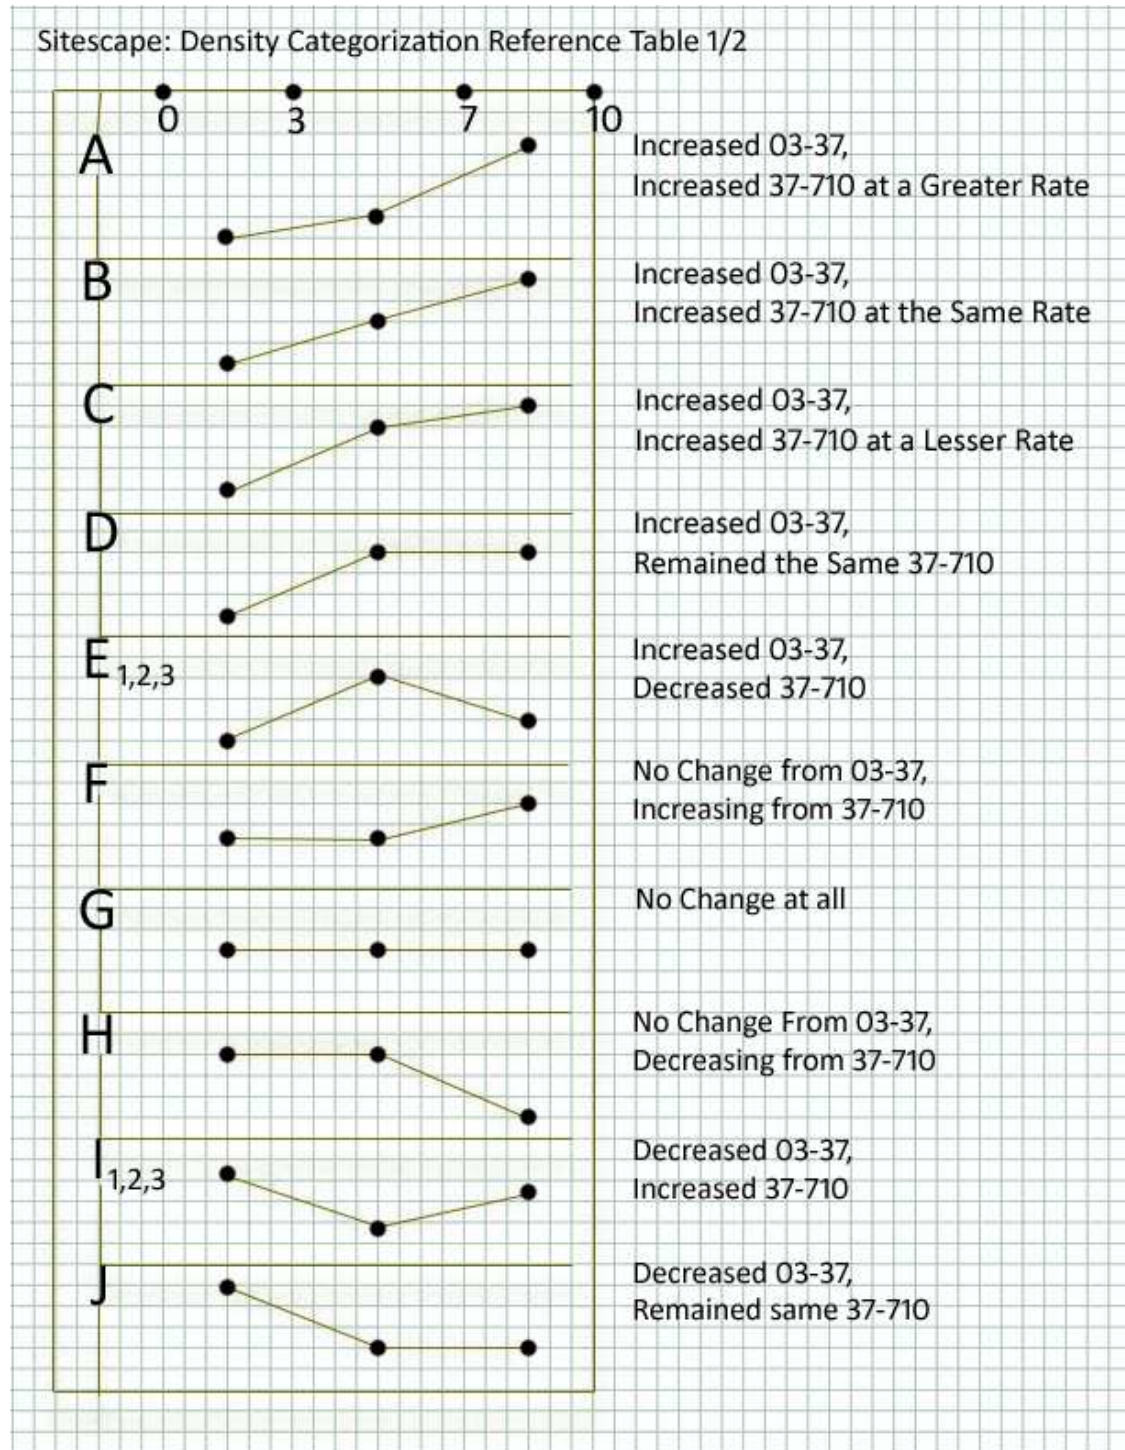 Sitescape: Density Categorization Reference Table 1/2
0 3 7 10
A
Increased 03-37,
Increased 37-710 at a Greater Rate
B
Increased 03-37,
Increased 37-710 at the Same Rate
C
Increased 03-37,
Increased 37-710 at a Lesser Rate
D
Increased 03-37,
Remained the Same 37-710
E 1,2,3
Increased 03-37,
Decreased 37-710
F
No Change from 03-37,
Increasing from 37-710
G
No Change at all
H
No Change From 03-37,
Decreasing from 37-710
I 1,2,3
Decreased 03-37,
Increased 37-710
J
Decreased 03-37,
Remained same 37-710